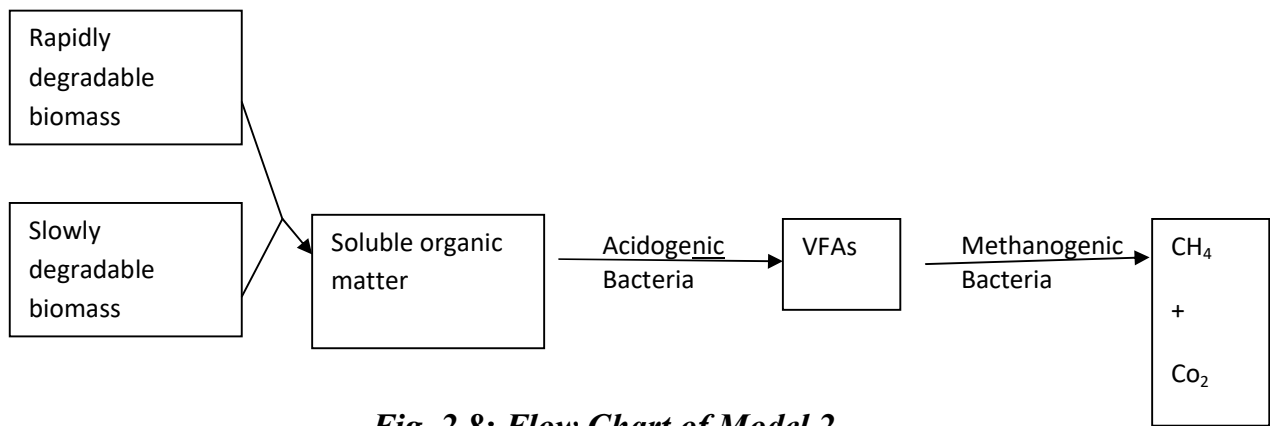 Rapidly
degradable
biomass
Slowly
degradable
biomass
Soluble organic
matter
Acidogenic
Bacteria
VFAs
Methanogenic
Bacteria
CH₄
+
Co₂
Fig. 2.8: Flow Chart of Model 2